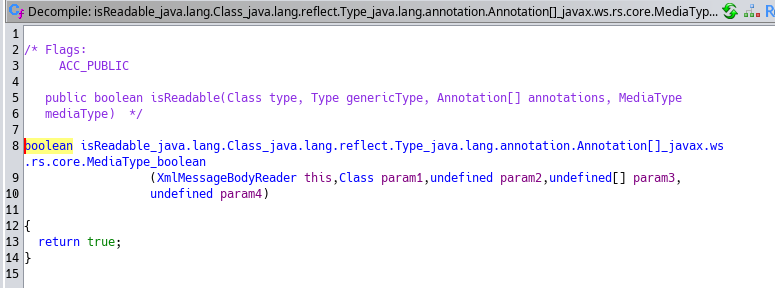 Decompile: isReadable_java.lang.Class_java.lang.reflect.Type_java.lang.annotation.Annotation[]_javax.ws.rs.core.MediaTyp...
1
2 /* Flags:
3 ACC_PUBLIC
4
5 public boolean isReadable(Class type, Type genericType, Annotation[] annotations, MediaType
6 mediaType)  */
7
8 boolean isReadable_java.lang.Class_java.lang.reflect.Type_java.lang.annotation.Annotation[]_javax.ws
.rs.core.MediaType_boolean
9 (XmlMessageBodyReader this,Class param1,undefined param2,undefined[] param3,
10 undefined param4)
11
12 {
13 return true;
14 }
15